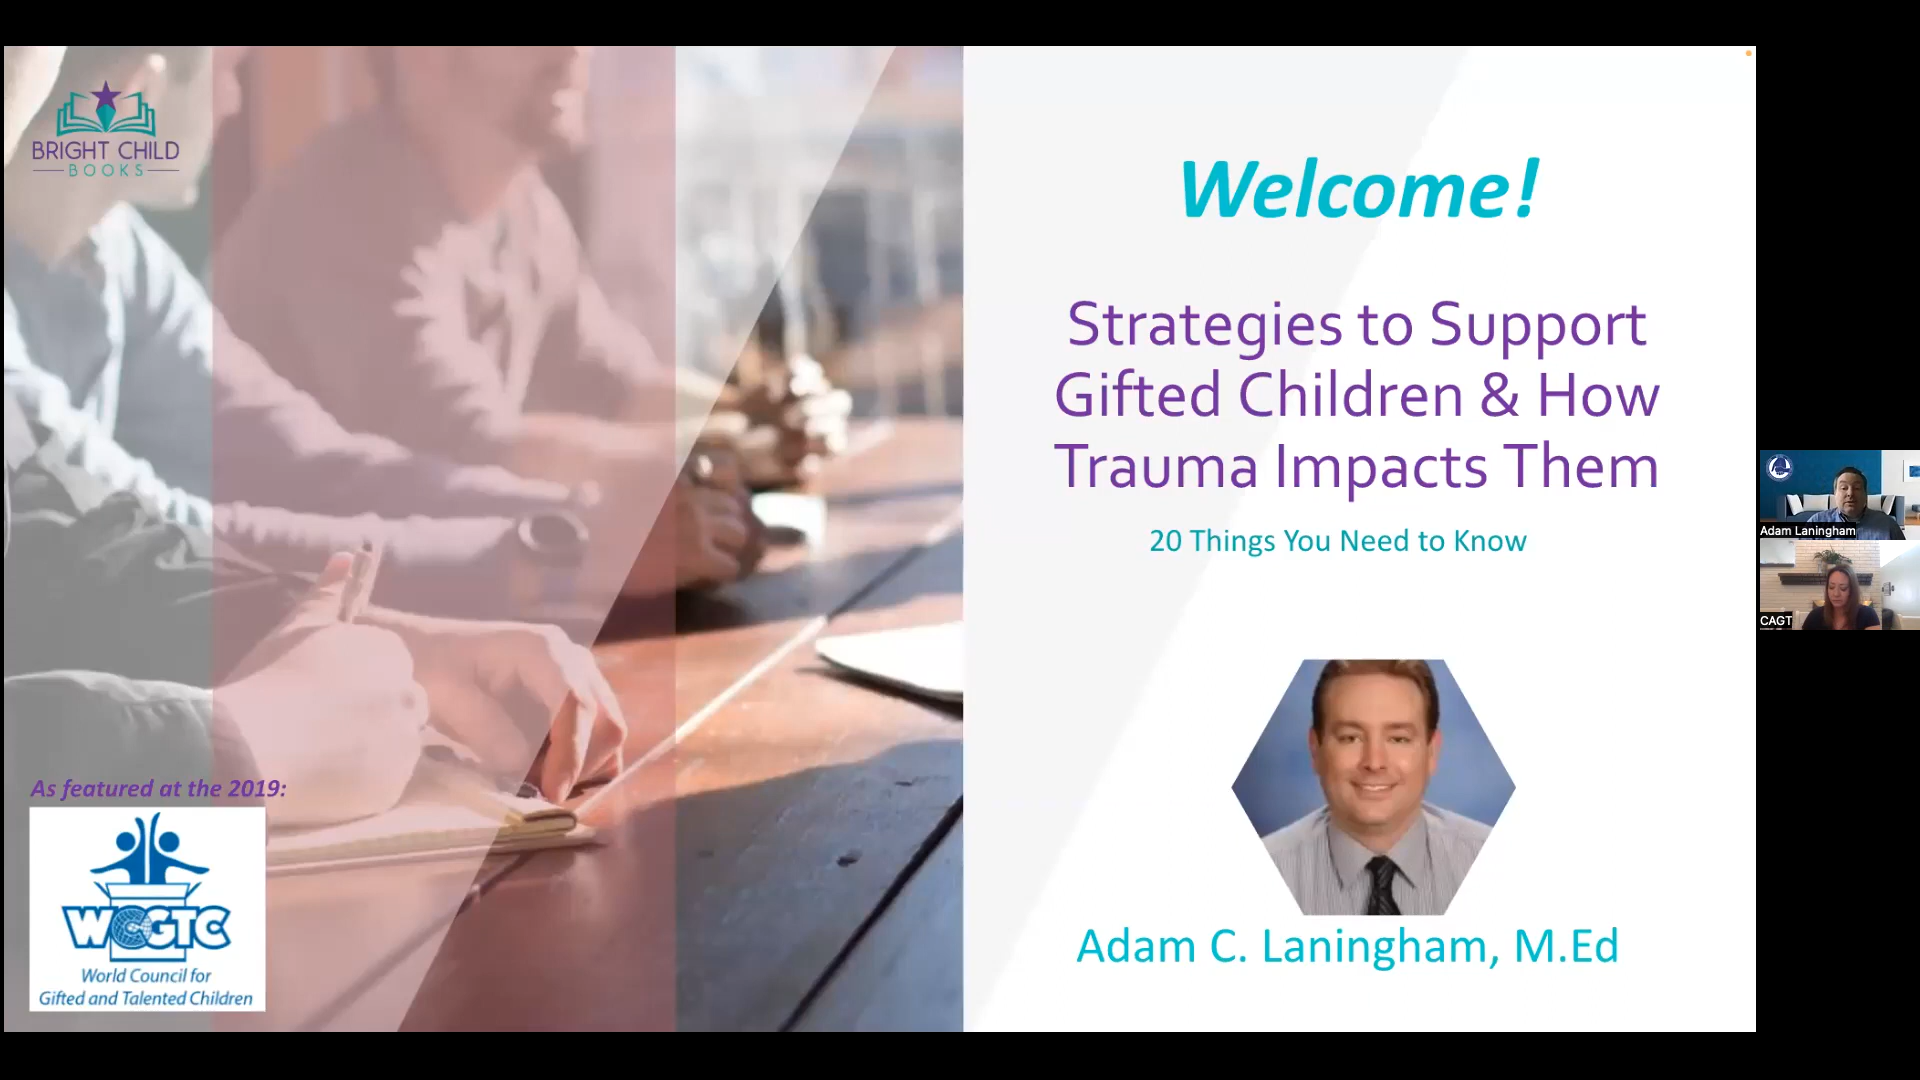 BRIGHT CHILD
BOOKS
Welcome!
Strategies to Support
Gifted Children & How
Trauma Impacts Them
20 Things You Need to Know
Adam C. Laningham, M.Ed
As featured at the 2019:
WCGTC
World Council for
Gifted and Talented Children
Adam Laningham
CAGT